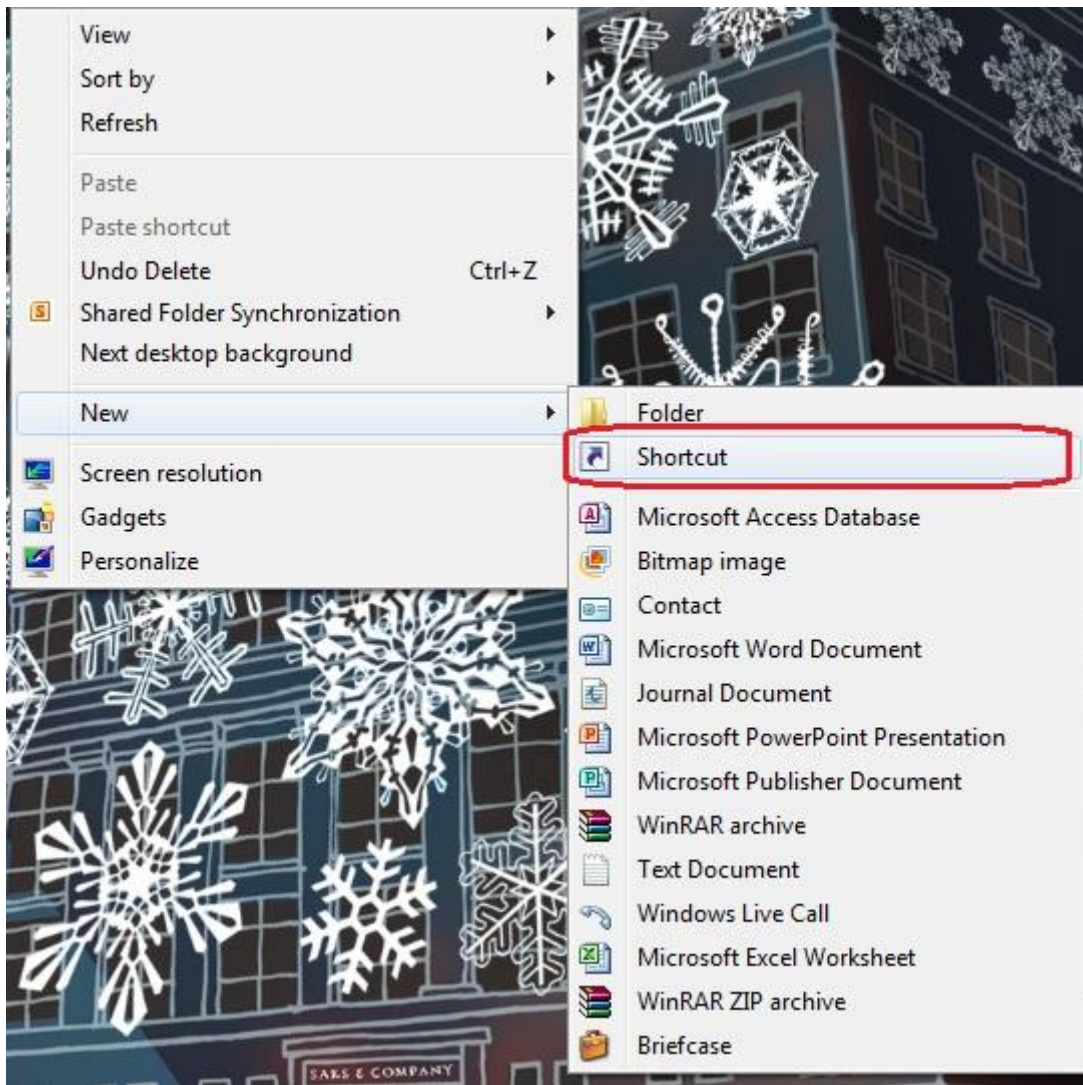 View
Sort by
Refresh
Paste
Paste shortcut
Undo Delete Ctrl+Z
Shared Folder Synchronization
Next desktop background
New
Screen resolution
Gadgets
Personalize
Folder
Shortcut
Microsoft Access Database
Bitmap image
Contact
Microsoft Word Document
Journal Document
Microsoft PowerPoint Presentation
Microsoft Publisher Document
WinRAR archive
Text Document
Windows Live Call
Microsoft Excel Worksheet
WinRAR ZIP archive
Briefcase
SAKS & COMPANY